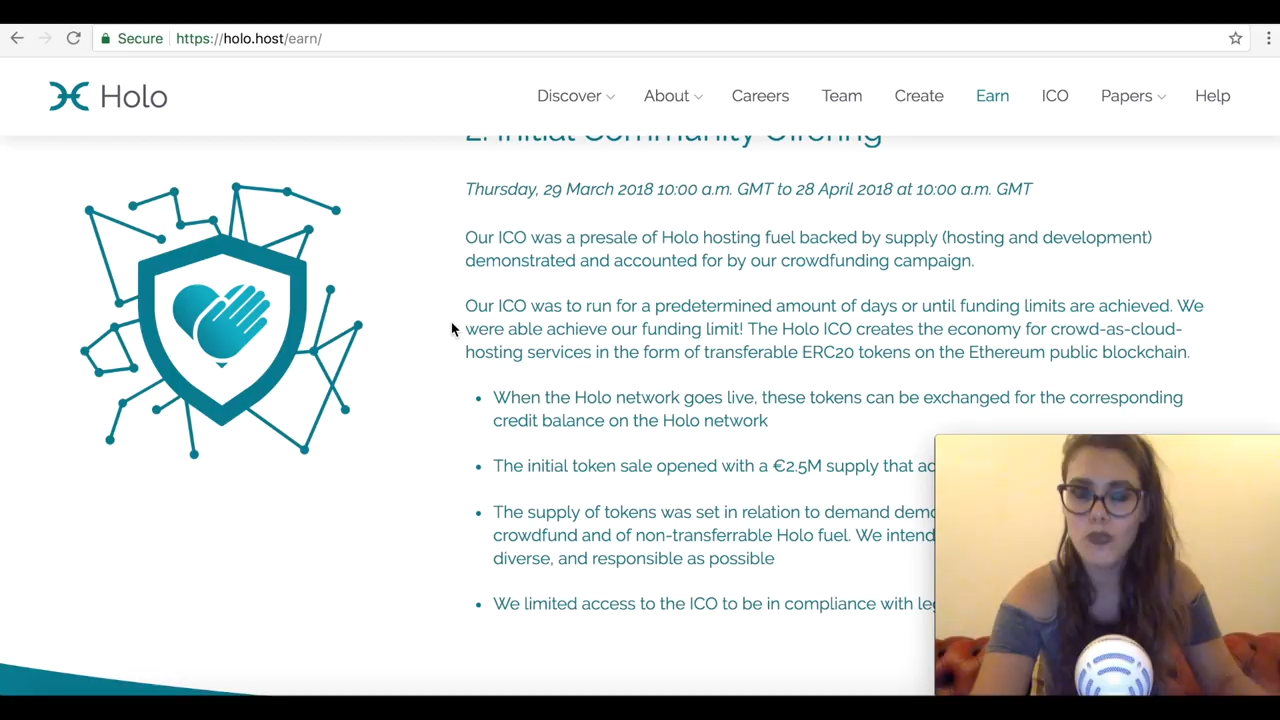 Secure https://holo.host/earn/
Holo
Discover About Careers Team Create Earn ICO Papers Help
2. Initial Community Offering
Thursday, 29 March 2018 10:00 a.m. GMT to 28 April 2018 at 10:00 a.m. GMT
Our ICO was a presale of Holo hosting fuel backed by supply (hosting and development)
demonstrated and accounted for by our crowdfunding campaign.
Our ICO was to run for a predetermined amount of days or until funding limits are achieved. We
were able achieve our funding limit! The Holo ICO creates the economy for crowd-as-cloud-
hosting services in the form of transferable ERC20 tokens on the Ethereum public blockchain.
• When the Holo network goes live, these tokens can be exchanged for the corresponding
credit balance on the Holo network
• The initial token sale opened with a €2.5M supply that
• The supply of tokens was set in relation to demand
crowdfund and of non-transferrable Holo fuel. We intend
diverse, and responsible as possible
• We limited access to the ICO to be in compliance with